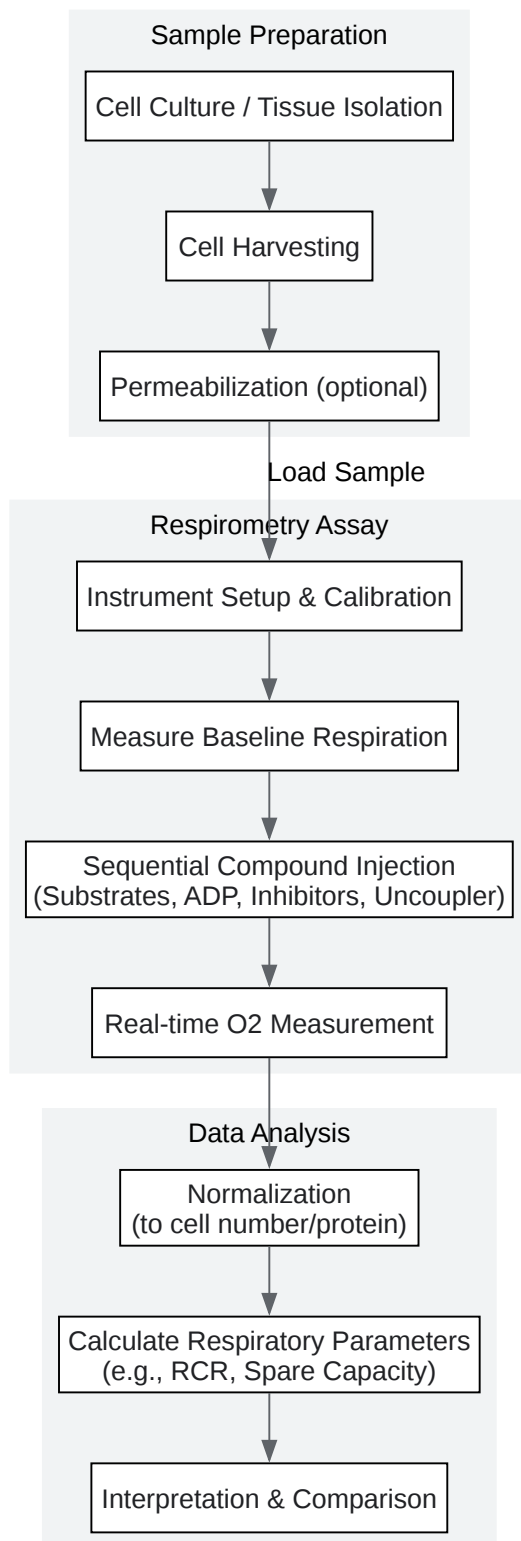 Sample Preparation
Cell Culture / Tissue Isolation
Cell Harvesting
Permeabilization (optional)
Load Sample
Respirometry Assay
Instrument Setup & Calibration
Measure Baseline Respiration
Sequential Compound Injection
(Substrates, ADP, Inhibitors, Uncoupler)
Real-time O2 Measurement
Data Analysis
Normalization
(to cell number/protein)
Calculate Respiratory Parameters
(e.g., RCR, Spare Capacity)
Interpretation & Comparison